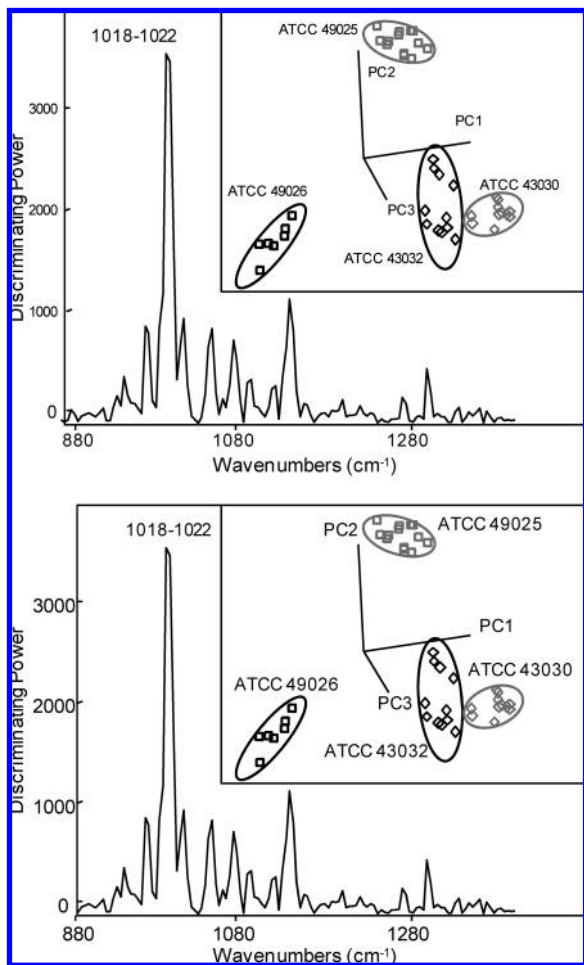 1018-1022
ATCC 49025
3000
PC2
PC1
Discriminating Power
ATCC 49026
ATCC 43030
2000
PC3
ATCC 43032
1000
0
880
1080
1280
Wavenumbers (cm⁻¹)
1018-1022
PC2
ATCC 49025
3000
PC1
Discriminating Power
ATCC 49026
ATCC 43030
2000
PC3
ATCC 43032
1000
0
880
1080
1280
Wavenumbers (cm⁻¹)